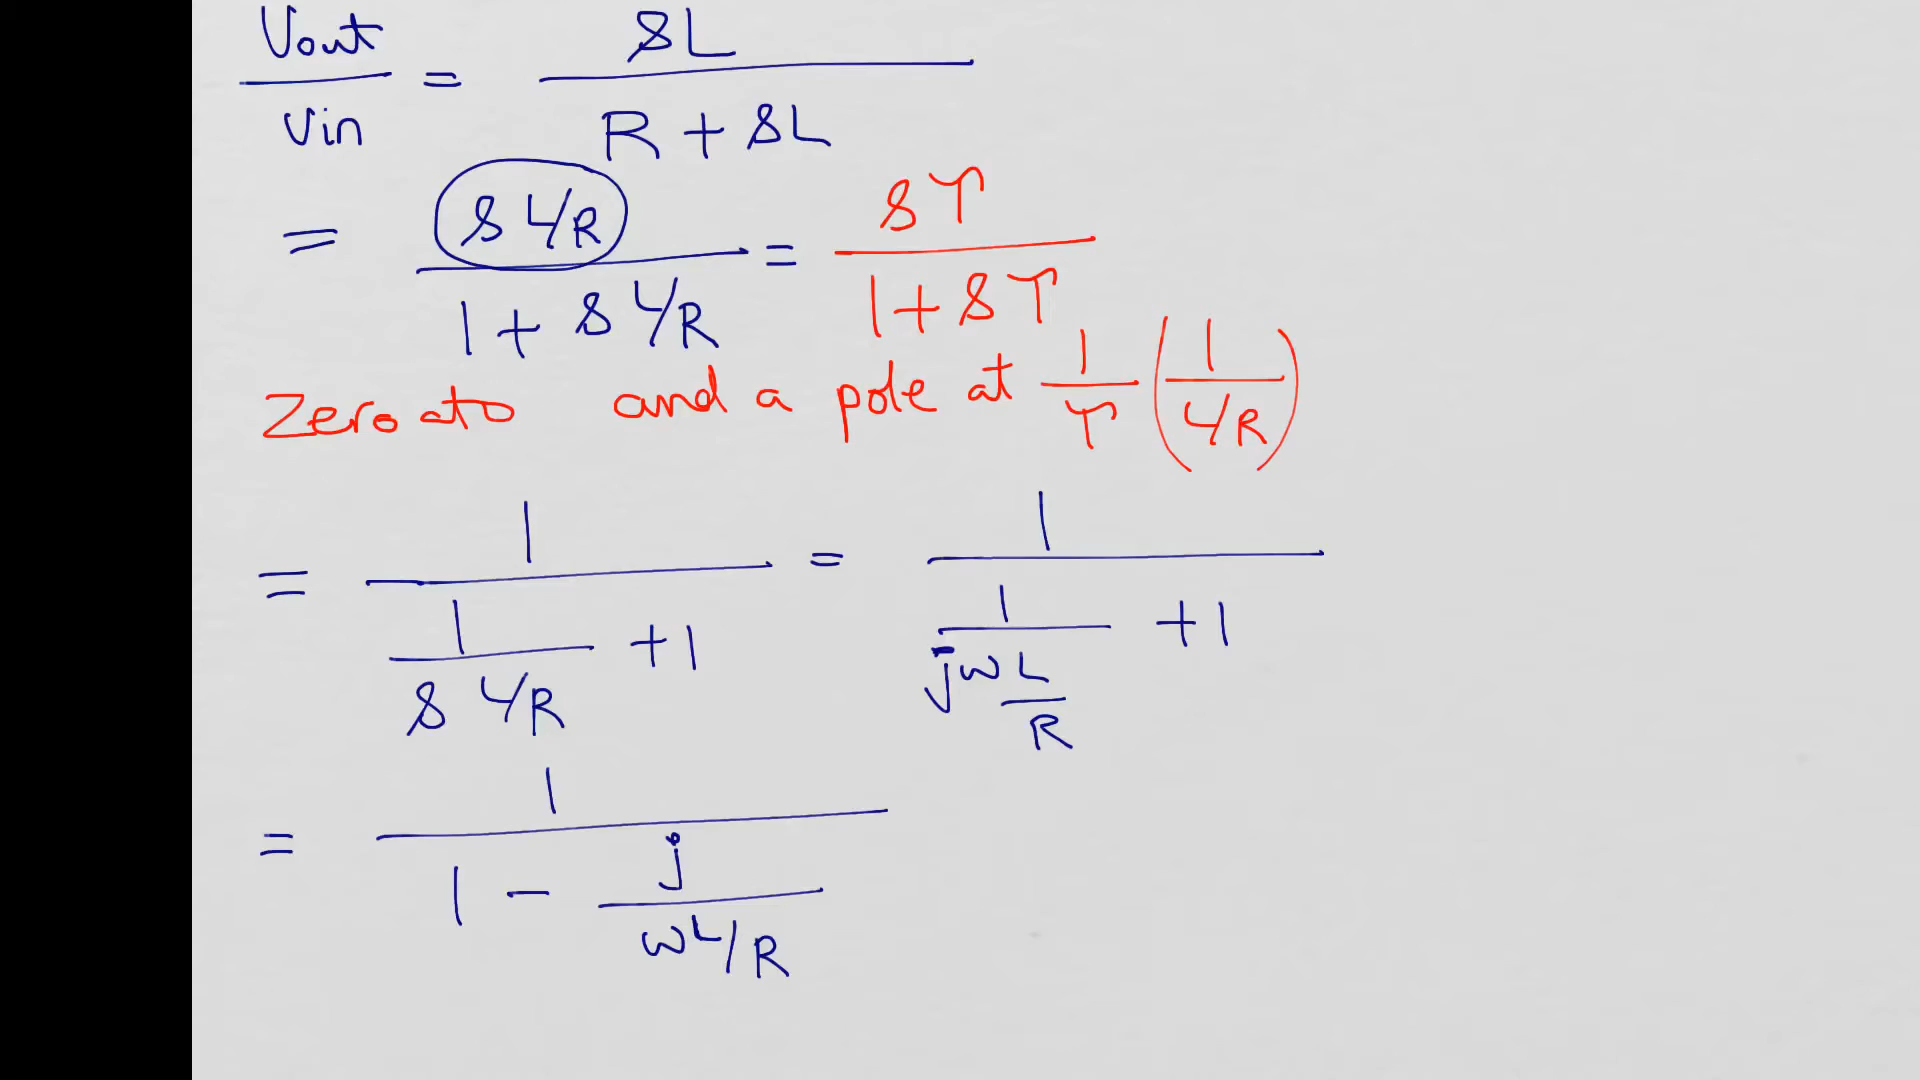 Vout/Vin = SL/(R + SL)
= (S L/R)/(1 + S L/R) = Sτ/(1 + Sτ)
Zero at 0 and a pole at 1/τ (1/(L/R))
= 1/(1/(S L/R) + 1) = 1/(1/(jω L/R) + 1)
= 1/(1 - j/(ω L/R))